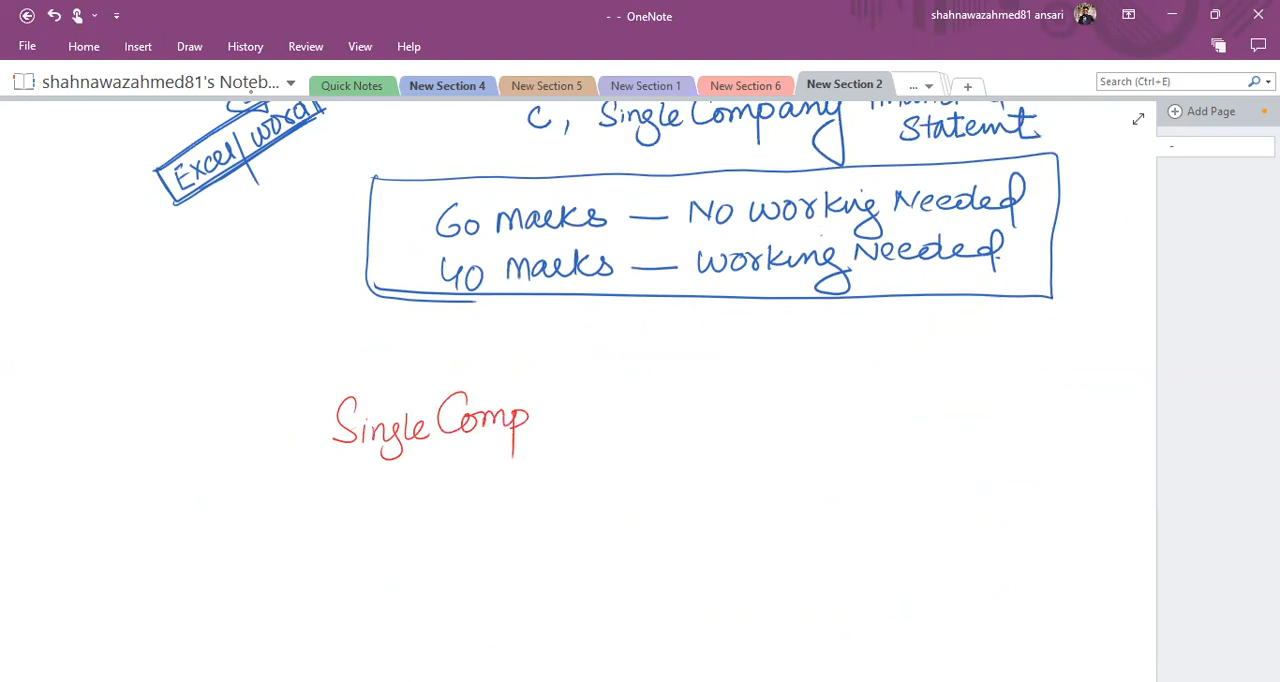 - - OneNote
shahnawazahmed81 ansari
File Home Insert Draw History Review View Help
shahnawazahmed81's Noteb...
Quick Notes New Section 4 New Section 5 New Section 1 New Section 6 New Section 2 ...
Search (Ctrl+E)
Add Page
-
Excel/word
C, Single Company
Statemt.
60 Marks — No working Needed
40 Marks — working Needed.
Single Comp